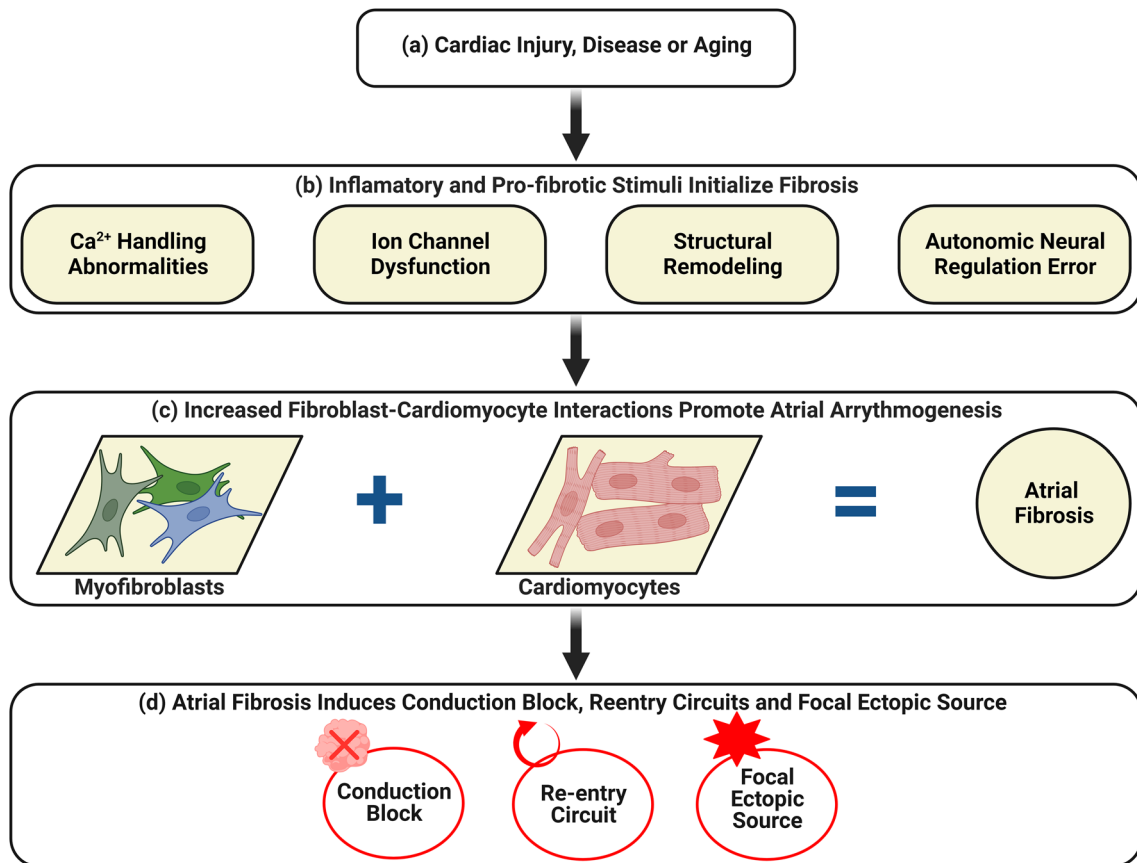 (a) Cardiac Injury, Disease or Aging
(b) Inflamatory and Pro-fibrotic Stimuli Initialize Fibrosis
Ca²⁺ Handling
Abnormalities
Ion Channel
Dysfunction
Structural
Remodeling
Autonomic Neural
Regulation Error
(c) Increased Fibroblast-Cardiomyocyte Interactions Promote Atrial Arrythmogenesis
Myofibroblasts
+
Cardiomyocytes
=
Atrial
Fibrosis
(d) Atrial Fibrosis Induces Conduction Block, Reentry Circuits and Focal Ectopic Source
Conduction
Block
Re-entry
Circuit
Focal
Ectopic
Source